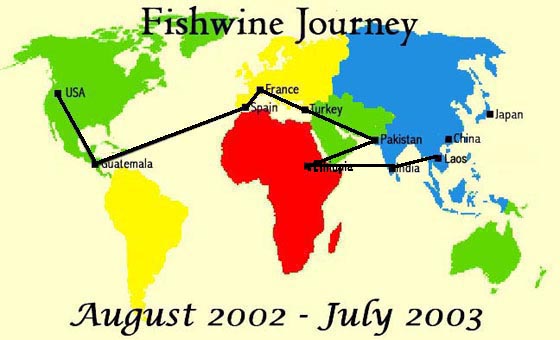 Fishwine Journey
USA
France
Spain
Turkey
Japan
Pakistan
China
Guatemala
Ethiopia
India
Laos
August 2002 - July 2003